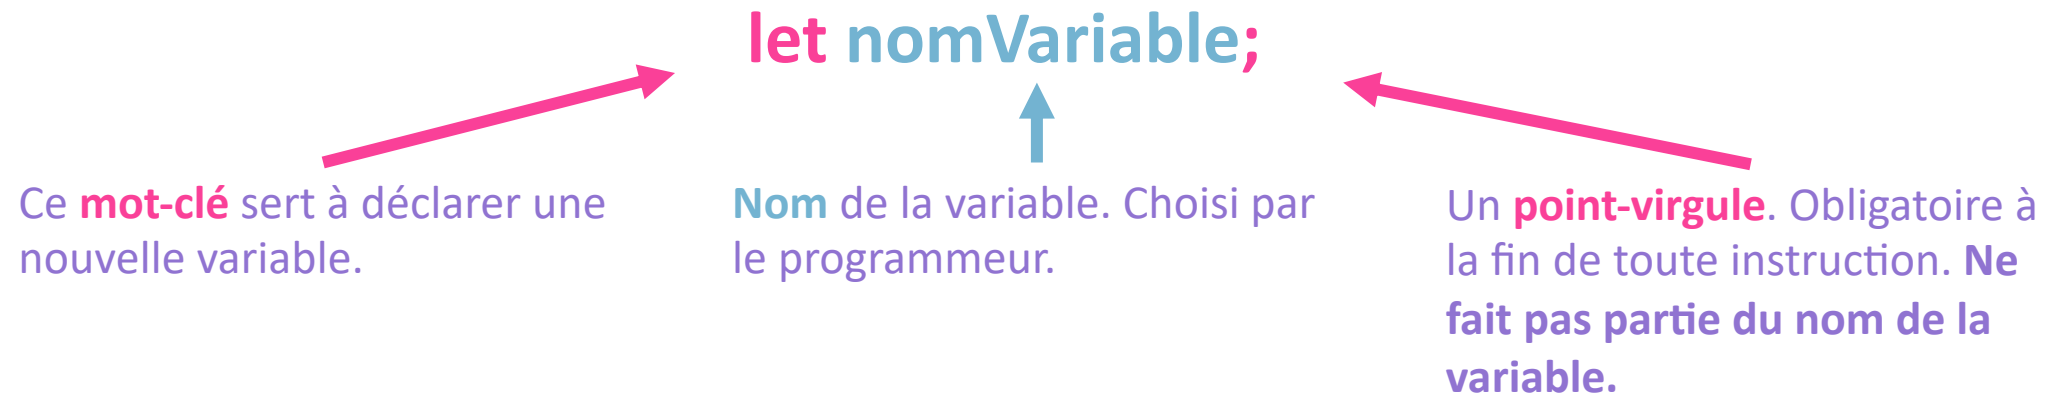 let nomVariable;
Ce mot-clé sert à déclarer une
nouvelle variable.
Nom de la variable. Choisi par
le programmeur.
Un point-virgule. Obligatoire à
la fin de toute instruction. Ne
fait pas partie du nom de la
variable.